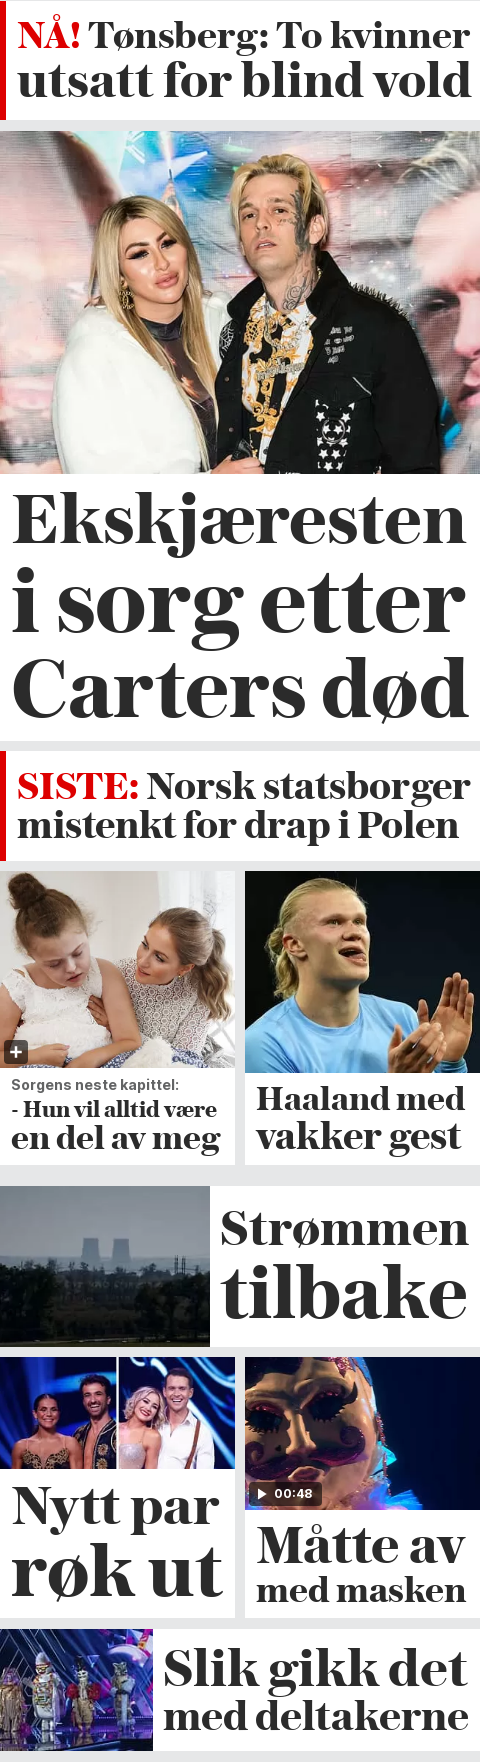 NÅ! Tønsberg: To kvinner
utsatt for blind vold
Ekskjæresten
i sorg etter
Carters død
SISTE: Norsk statsborger
mistenkt for drap i Polen
Sorgens neste kapittel:
- Hun vil alltid være
en del av meg
Haaland med
vakker gest
Strømmen
tilbake
Nytt par
røk ut
00:48
Måtte av
med masken
Slik gikk det
med deltakerne